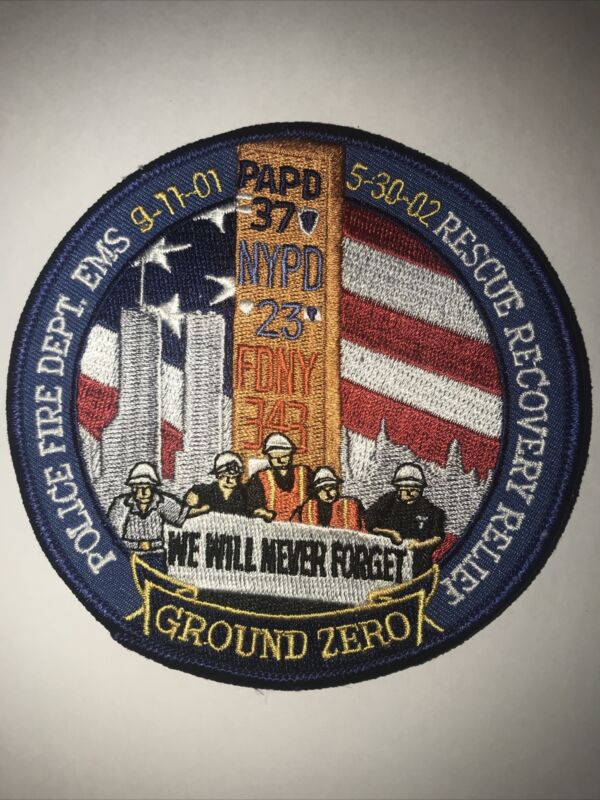 POLICE FIRE DEPT. EMS 9-11-01
5-30-02 RESCUE RECOVERY RELIEF
PAPD
37
NYPD
23
FDNY
343
WE WILL NEVER FORGET
GROUND ZERO